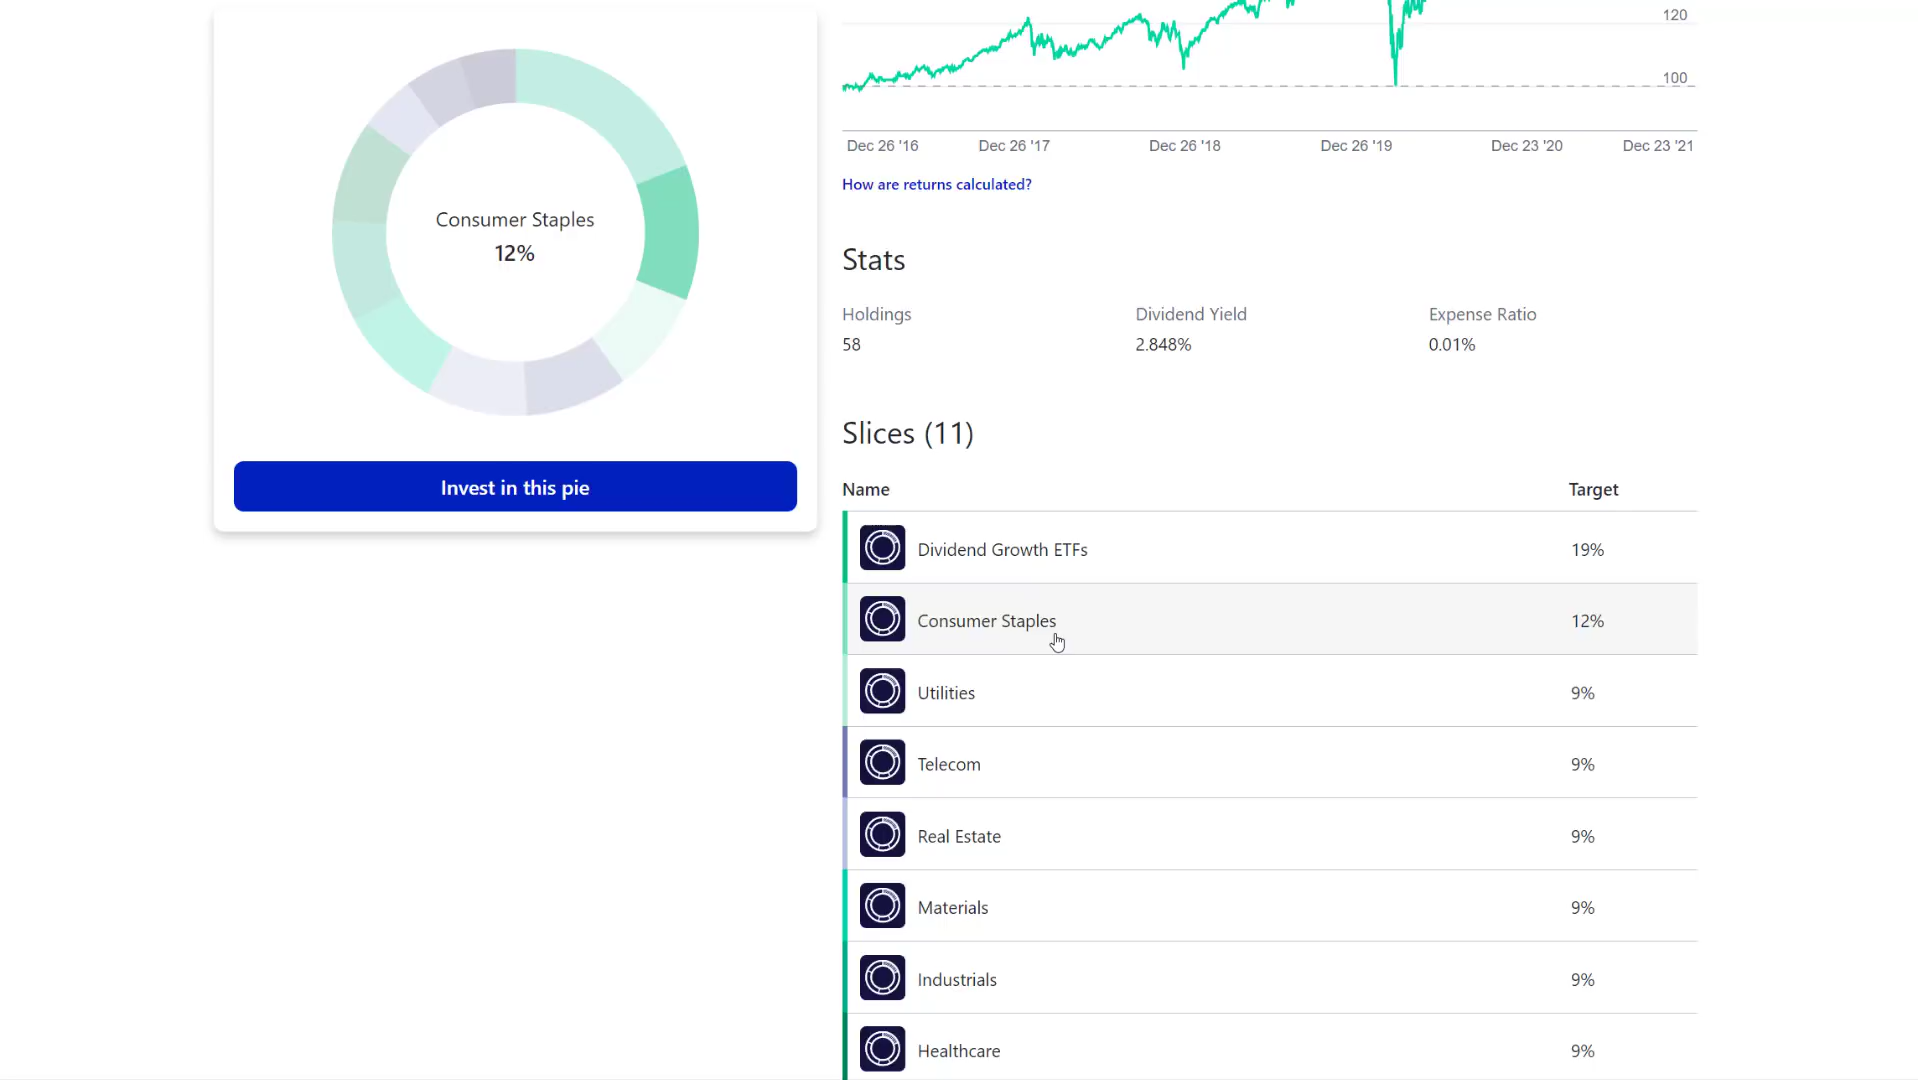 Consumer Staples
12%
Invest in this pie
120
100
Dec 26 '16 Dec 26 '17 Dec 26 '18 Dec 26 '19 Dec 23 '20 Dec 23 '21
How are returns calculated?
Stats
Holdings Dividend Yield Expense Ratio
58 2.848% 0.01%
Slices (11)
Name Target
Dividend Growth ETFs 19%
Consumer Staples 12%
Utilities 9%
Telecom 9%
Real Estate 9%
Materials 9%
Industrials 9%
Healthcare 9%